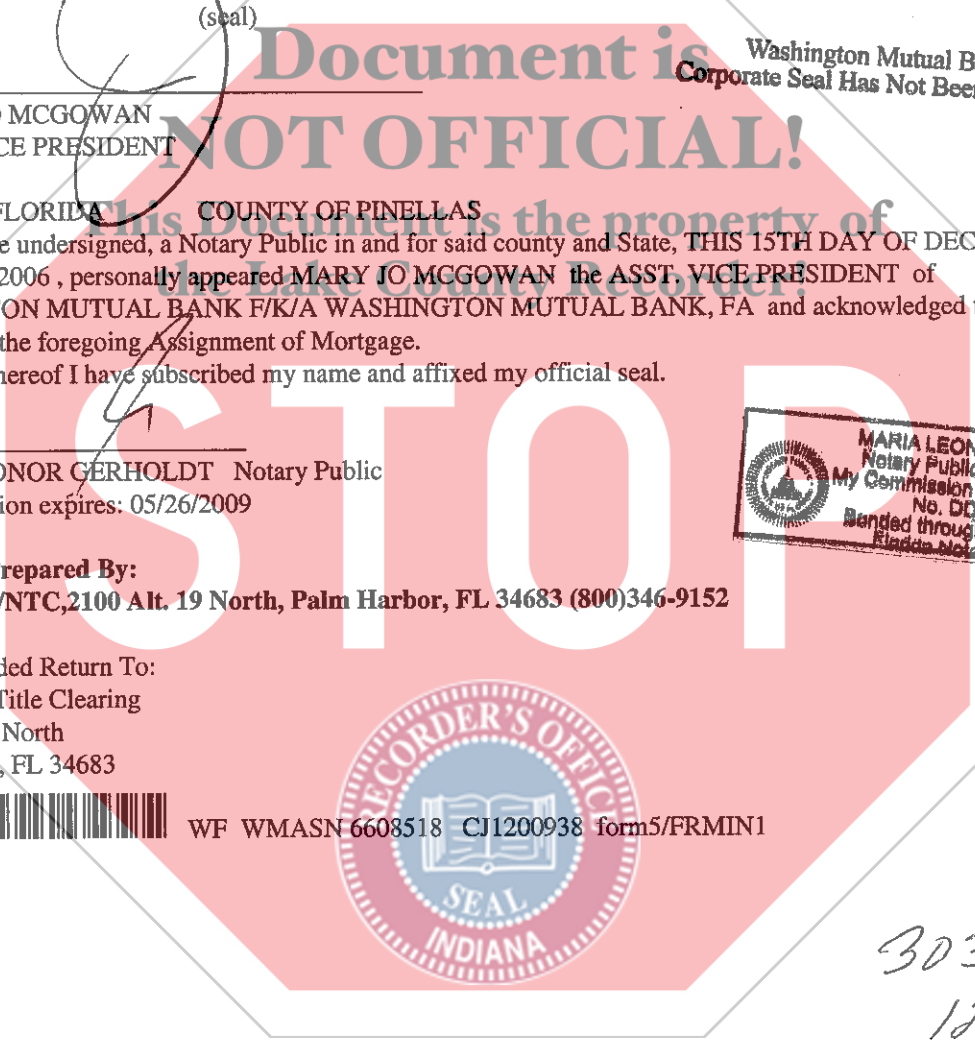 (seal)
Document is
NOT OFFICIAL!
This Document is the property of
the Lake County Recorder!
Washington Mutual B
Corporate Seal Has Not Bee
O MCGOWAN
CE PRESIDENT
FLORIDA COUNTY OF PINELLAS
e undersigned, a Notary Public in and for said county and State, THIS 15TH DAY OF DEC
2006 , personally appeared MARY JO MCGOWAN the ASST. VICE PRESIDENT of
ON MUTUAL BANK F/K/A WASHINGTON MUTUAL BANK, FA and acknowledged
the foregoing Assignment of Mortgage.
hereof I have subscribed my name and affixed my official seal.
STOP
ONOR GERHOLDT Notary Public
ion expires: 05/26/2009
MARIA LEON
Notary Public
My Commission
No. DD
Bonded throug
repared By:
/NTC,2100 Alt. 19 North, Palm Harbor, FL 34683 (800)346-9152
ded Return To:
Title Clearing
North
, FL 34683
WF WMASN 6608518 CJ1200938 form5/FRMIN1
RECORDER'S OFFICE
SEAL
INDIANA
303
12